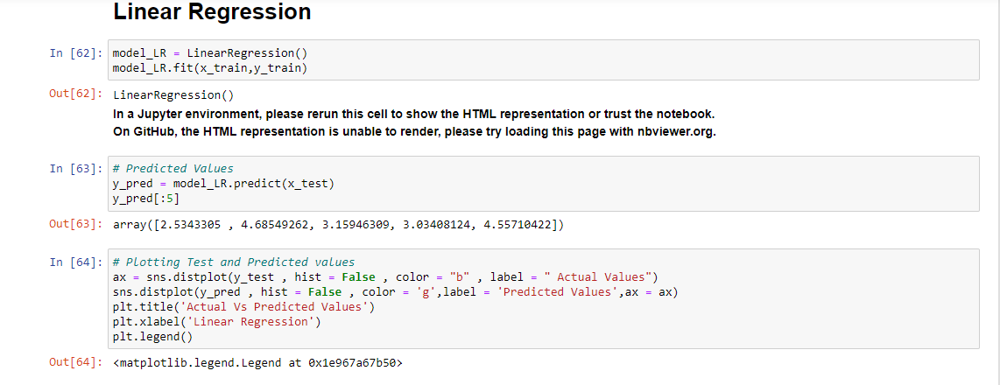 Linear Regression
In [62]: model_LR = LinearRegression()
model_LR.fit(x_train,y_train)
Out[62]: LinearRegression()
In a Jupyter environment, please rerun this cell to show the HTML representation or trust the notebook.
On GitHub, the HTML representation is unable to render, please try loading this page with nbviewer.org.
In [63]: # Predicted Values
y_pred = model_LR.predict(x_test)
y_pred[:5]
Out[63]: array([2.5343305 , 4.68549262, 3.15946309, 3.03408124, 4.55710422])
In [64]: # Plotting Test and Predicted values
ax = sns.distplot(y_test , hist = False , color = "b" , label = " Actual Values")
sns.distplot(y_pred , hist = False , color = 'g',label = 'Predicted Values',ax = ax)
plt.title('Actual Vs Predicted Values')
plt.xlabel('Linear Regression')
plt.legend()
Out[64]: <matplotlib.legend.Legend at 0x1e967a67b50>